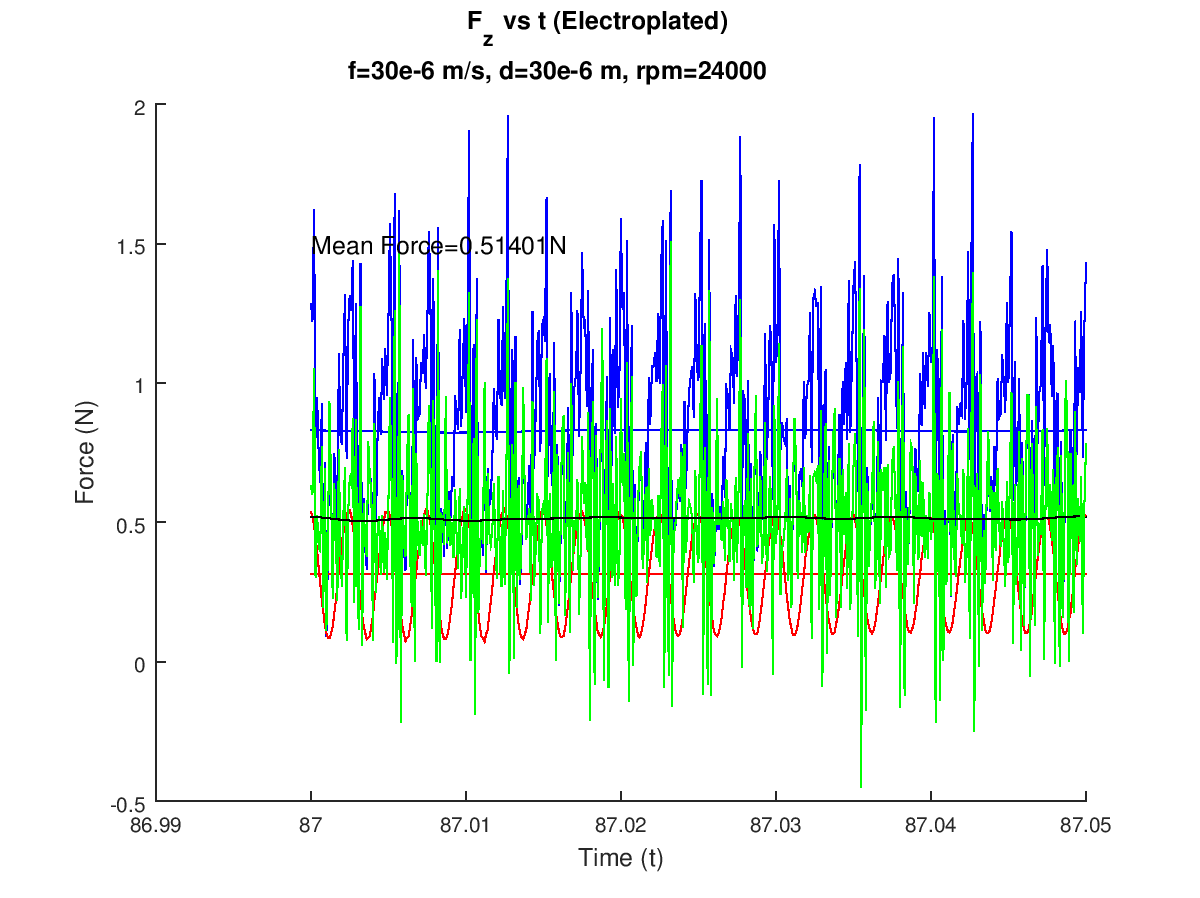 F_z vs t (Electroplated)
f=30e-6 m/s, d=30e-6 m, rpm=24000
2
1.5
1
0.5
0
-0.5
Force (N)
Mean Force=0.51401N
86.99 87 87.01 87.02 87.03 87.04 87.05
Time (t)